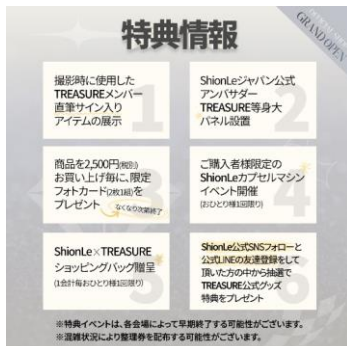 GRAND OPEN
特典情報
1
撮影時に使用した
TREASUREメンバー
直筆サイン入り
アイテムの展示
2
ShionLeジャパン公式
アンバサダー
TREASURE等身大
パネル設置
3
商品を2,500円(税別)
お買い上げ毎に、限定
フォトカード(2枚1組)を
プレゼント
なくなり次第終了
4
ご購入者様限定の
ShionLeカプセルマシン
イベント開催
(おひとり様1回限り)
5
ShionLe×TREASURE
ショッピングバッグ贈呈
(1会計毎おひとり様1回限り)
6
ShionLe公式SNSフォローと
公式LINEの友達登録をして
頂いた方の中から抽選で
TREASURE公式グッズ
特典をプレゼント
※特典イベントは、各会場によって早期終了する可能性がございます。
※混雑状況により整理券を配布する可能性がございます。